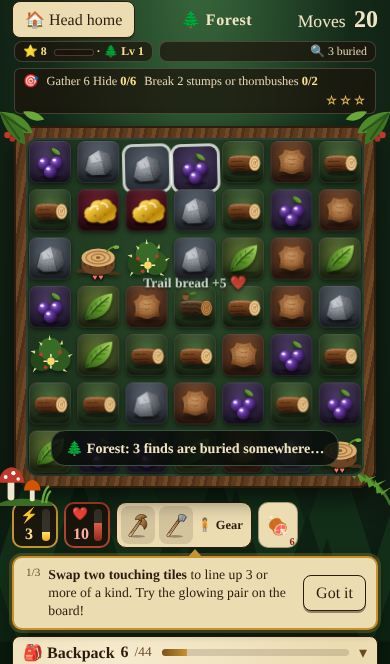 Head home
Forest
Moves 20
8 · Lv 1
3 buried
Gather 6 Hide 0/6 Break 2 stumps or thornbushes 0/2
Trail bread +5
Forest: 3 finds are buried somewhere…
3
10
Gear
6
1/3 Swap two touching tiles to line up 3 or
more of a kind. Try the glowing pair on the
board!
Got it
Backpack 6 /44